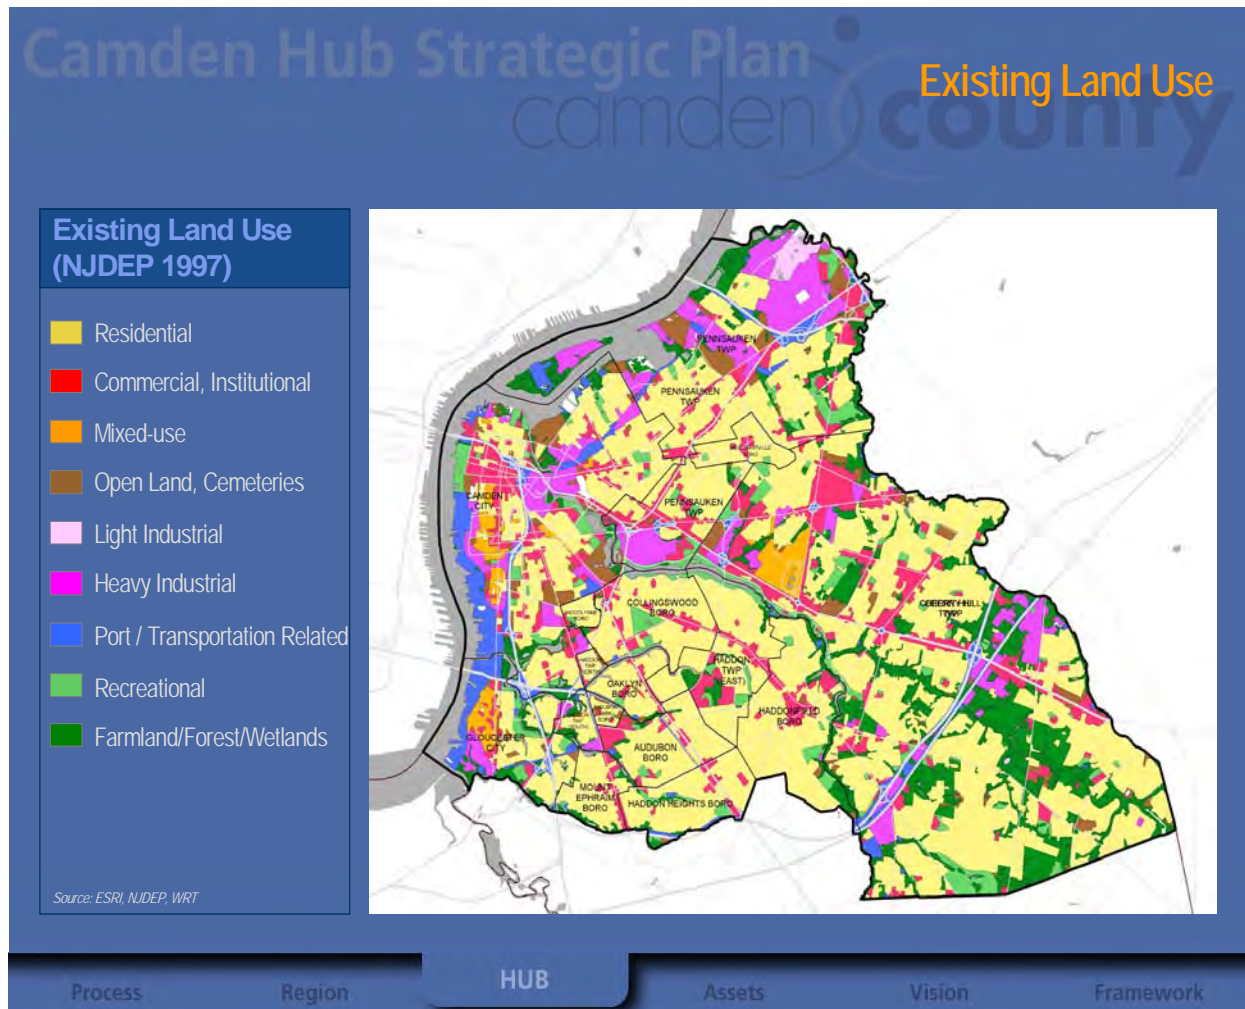 Camden Hub Strategic Plan
camden county
Existing Land Use
Existing Land Use
(NJDEP 1997)
Residential
Commercial, Institutional
Mixed-use
Open Land, Cemeteries
Light Industrial
Heavy Industrial
Port / Transportation Related
Recreational
Farmland/Forest/Wetlands
Source: ESRI, NJDEP, WRT
PENNSAUKEN
TWP
PENNSAUKEN
TWP
CAMDEN
CITY
PENNSAUKEN
TWP
COLLINGSWOOD
BORO
CHERRY HILL
TWP
HADDON
TWP
(EAST)
OAKLYN
BORO
HADDONFIELD
BORO
GLOUCESTER
CITY
AUDUBON
BORO
MOUNT
EPHRAIM
BORO
HADDON HEIGHTS BORO
Process
Region
HUB
Assets
Vision
Framework